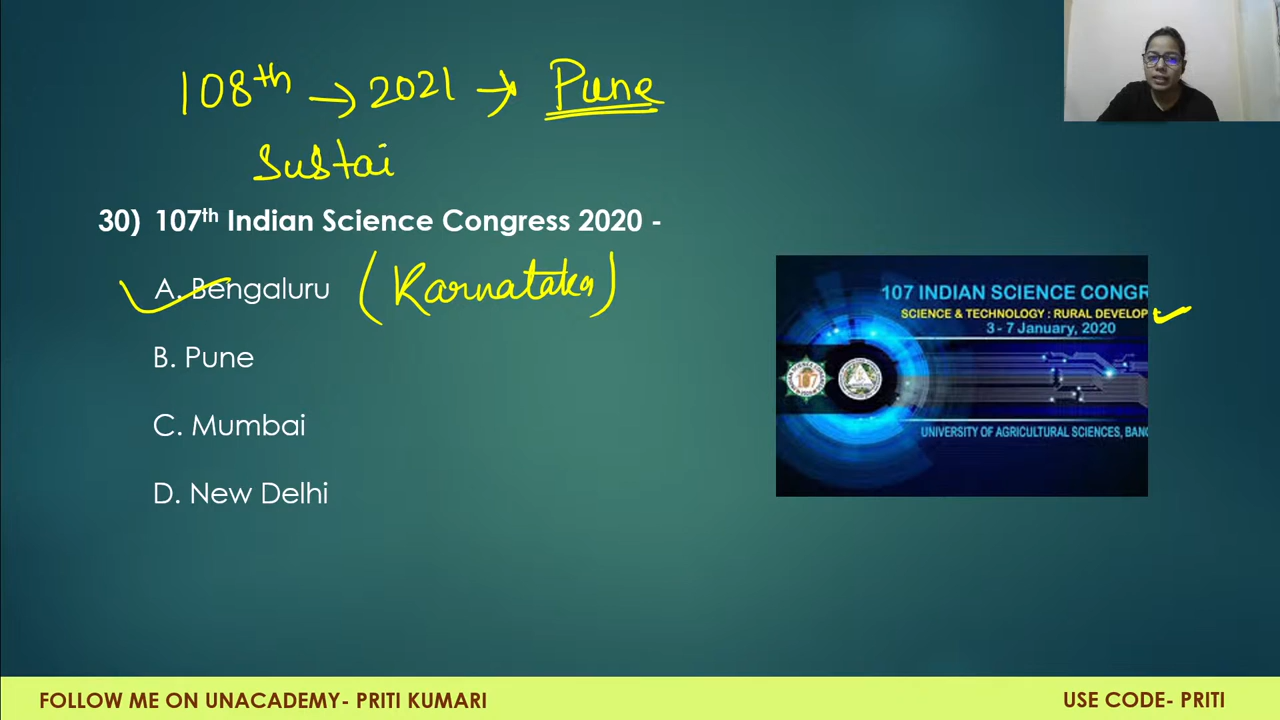 108th → 2021 → Pune
Sustai
30) 107th Indian Science Congress 2020 -
A. Bengaluru (Karnataka)
B. Pune
C. Mumbai
D. New Delhi
107 INDIAN SCIENCE CONGR
SCIENCE & TECHNOLOGY : RURAL DEVELOP
3 - 7 January, 2020
107
UNIVERSITY OF AGRICULTURAL SCIENCES, BANG
FOLLOW ME ON UNACADEMY- PRITI KUMARI
USE CODE- PRITI